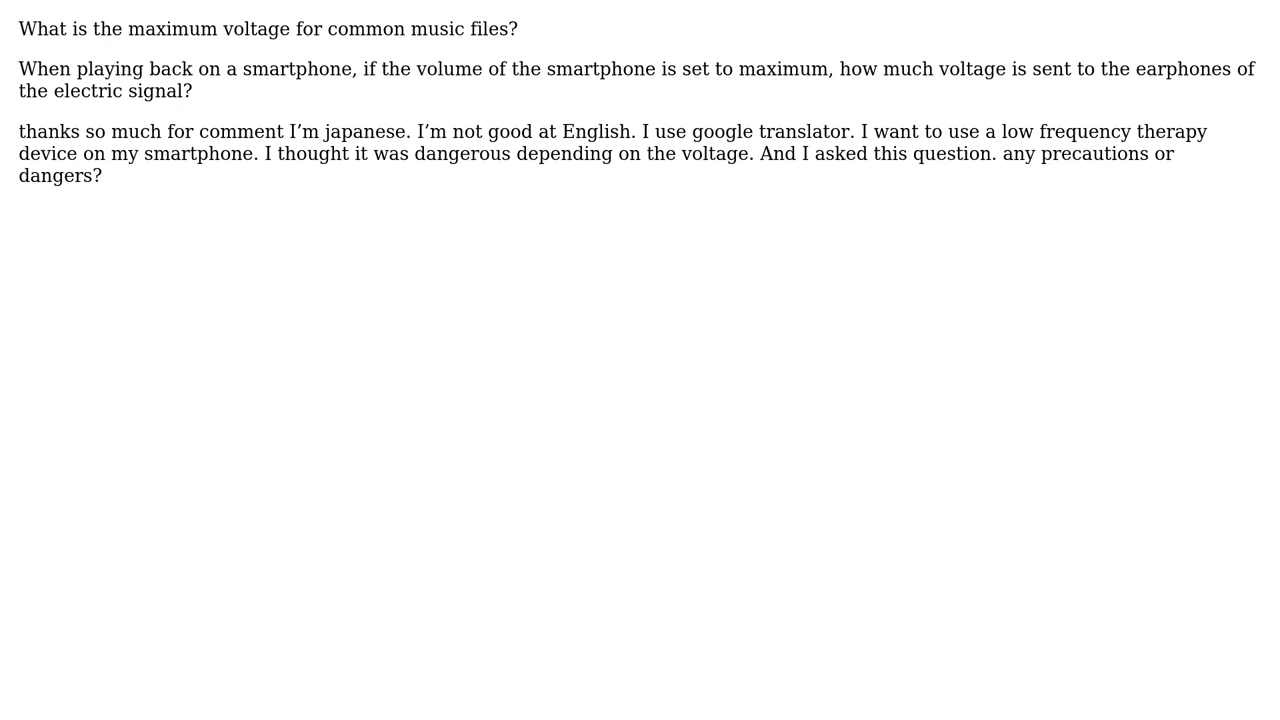 What is the maximum voltage for common music files?
When playing back on a smartphone, if the volume of the smartphone is set to maximum, how much voltage is sent to the earphones of
the electric signal?
thanks so much for comment I’m japanese. I’m not good at English. I use google translator. I want to use a low frequency therapy
device on my smartphone. I thought it was dangerous depending on the voltage. And I asked this question. any precautions or
dangers?